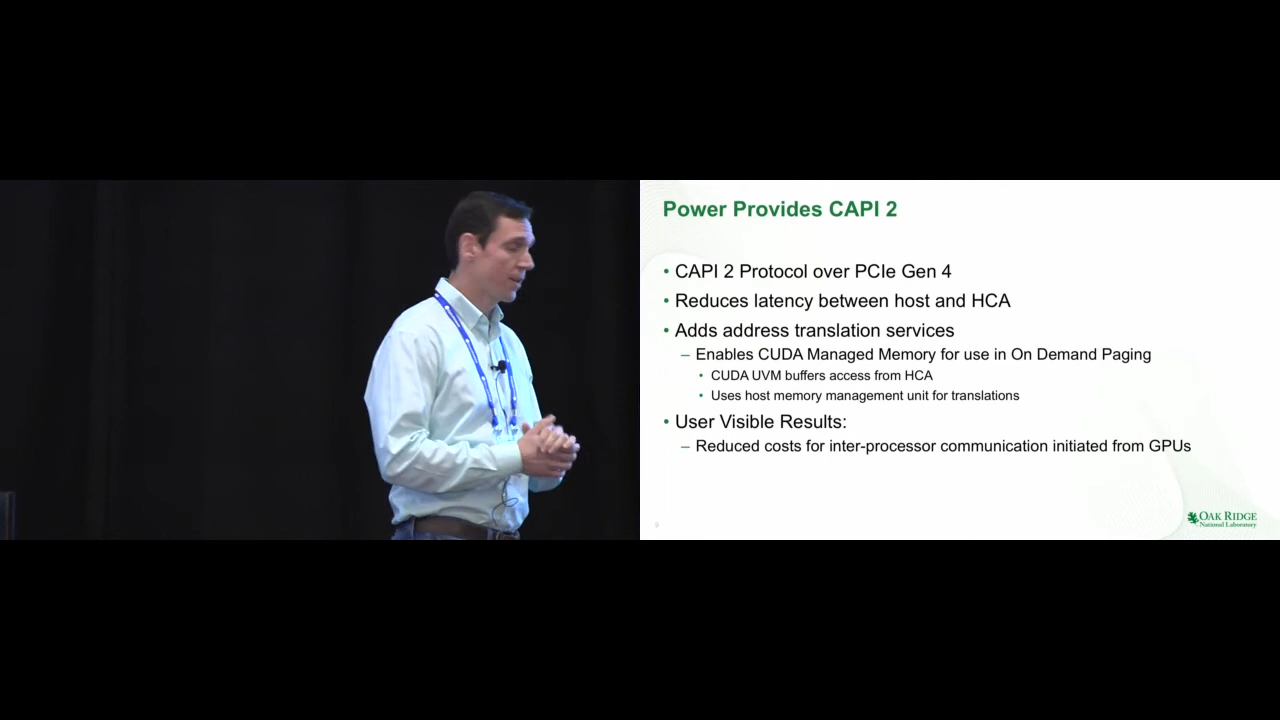 Power Provides CAPI 2
• CAPI 2 Protocol over PCIe Gen 4
• Reduces latency between host and HCA
• Adds address translation services
– Enables CUDA Managed Memory for use in On Demand Paging
• CUDA UVM buffers access from HCA
• Uses host memory management unit for translations
• User Visible Results:
– Reduced costs for inter-processor communication initiated from GPUs
9
OAK RIDGE
National Laboratory